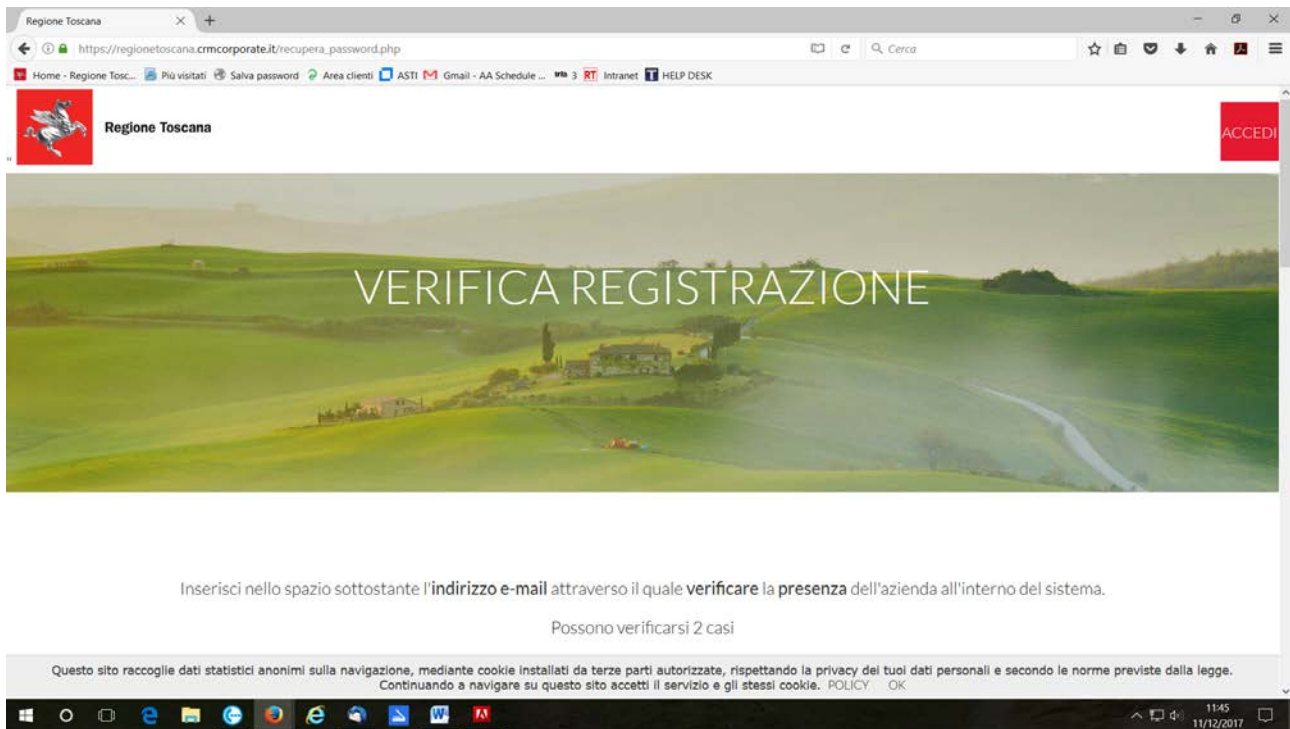 Regione Toscana
https://regionetoscana.crmcorporate.it/recupera_password.php
Cerca
Home - Regione Tosc... Più visitati Salva password Area clienti ASTI Gmail - AA Schedule ... 3 RT Intranet HELP DESK
Regione Toscana
ACCEDI
VERIFICA REGISTRAZIONE
Inserisci nello spazio sottostante l'indirizzo e-mail attraverso il quale verificare la presenza dell'azienda all'interno del sistema.
Possono verificarsi 2 casi
Questo sito raccoglie dati statistici anonimi sulla navigazione, mediante cookie installati da terze parti autorizzate, rispettando la privacy dei tuoi dati personali e secondo le norme previste dalla legge.
Continuando a navigare su questo sito accetti il servizio e gli stessi cookie. POLICY OK
11:45
11/12/2017